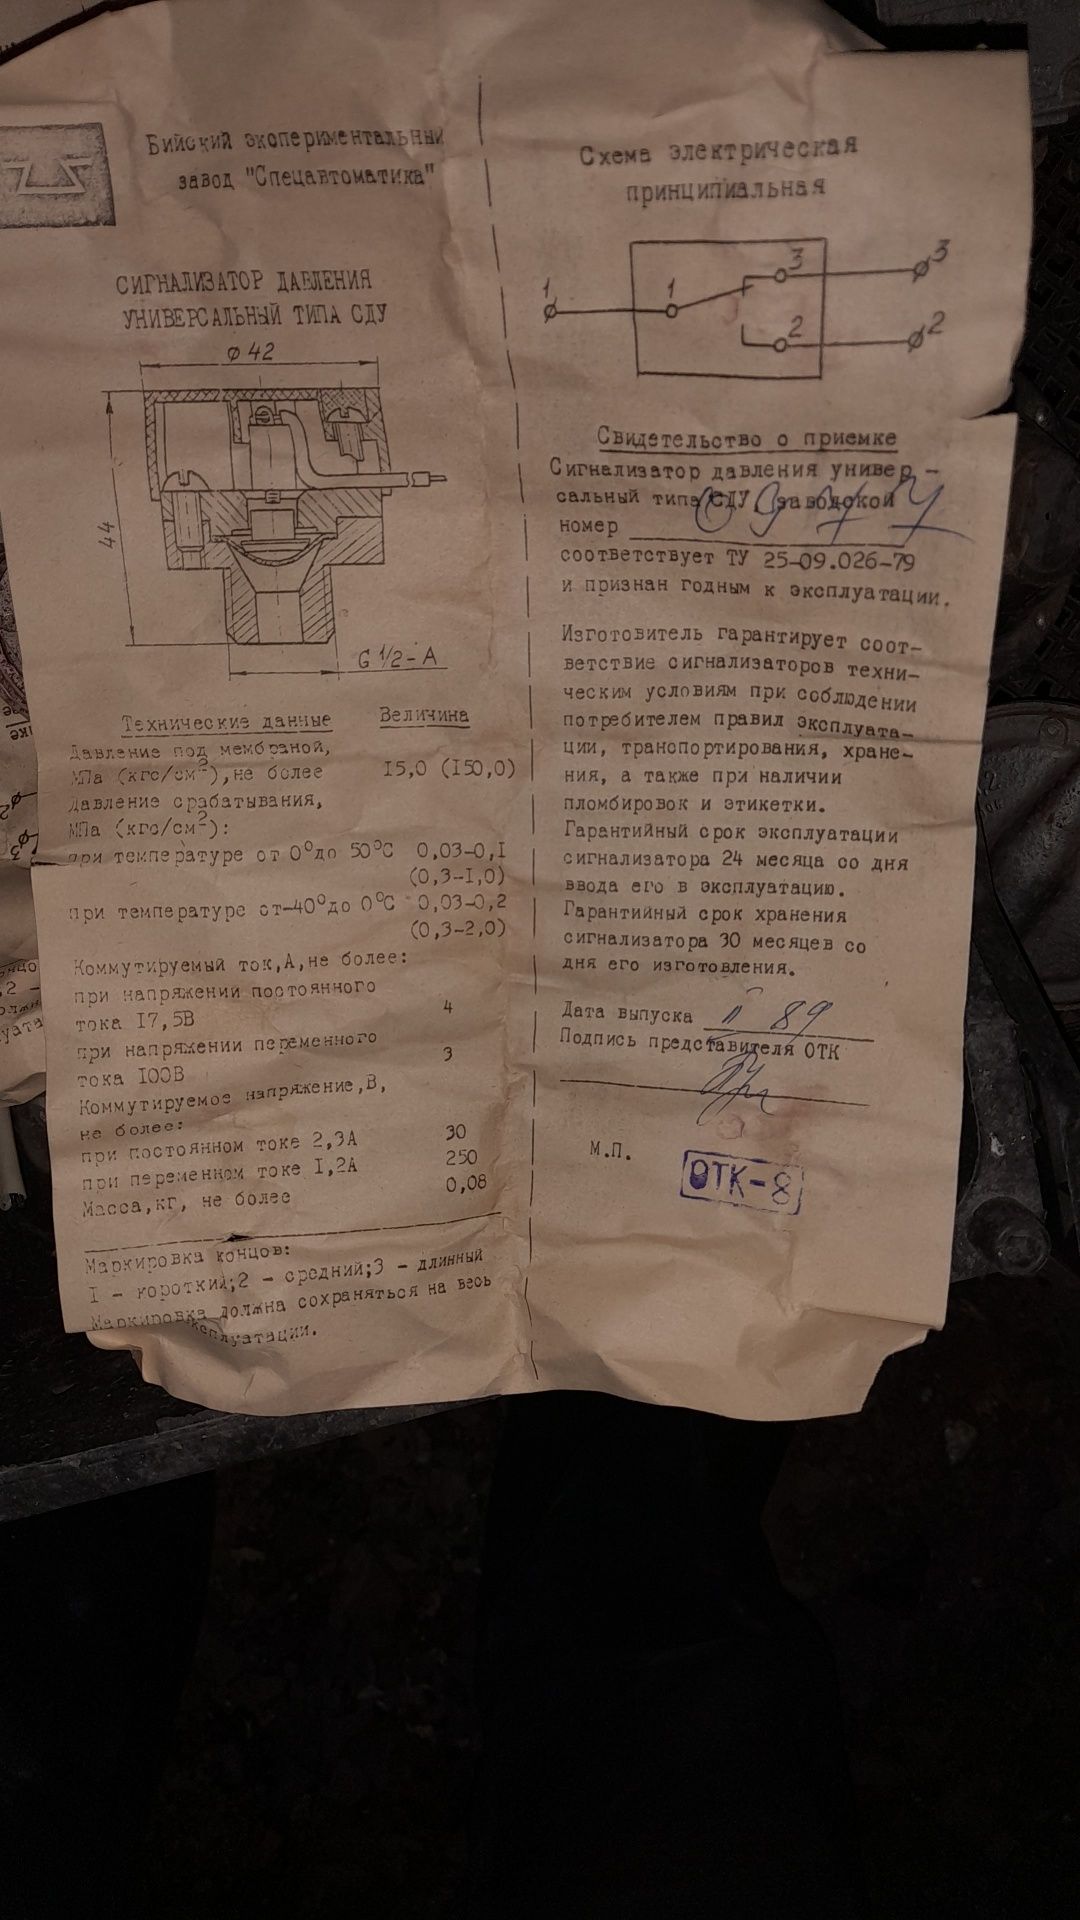 Бийский экспериментальный
завод "Спецавтоматика"
СИГНАЛИЗАТОР ДАВЛЕНИЯ
УНИВЕРСАЛЬНЫЙ ТИПА СДУ
ø 42
44
G 1/2-A
Технические данные Величина
Давление под мембраной,
МПа (кгс/см²), не более 15,0 (150,0)
Давление срабатывания,
МПа (кгс/см²):
при температуре от 0° до 50°С 0,03-0,1
(0,3-1,0)
при температуре от-40° до 0°С 0,03-0,2
(0,3-2,0)
Коммутируемый ток,А,не более:
при напряжении постоянного
тока 17,5В 4
при напряжении переменного
тока 100В 3
Коммутируемое напряжение,В,
не более:
при постоянном токе 2,3А 30
при переменном токе 1,2А 250
Масса,кг, не более 0,08
Маркировка концов:
1 - короткий;2 - средний;3 - длинный
Маркировка должна сохраняться на весь
эксплуатации.
Схема электрическая
принципиальная
1 1 3 3
2 2
Свидетельство о приемке
Сигнализатор давления универ-
сальный типа СДУ, заводской
номер
соответствует ТУ 25-09.026-79
и признан годным к эксплуатации.
Изготовитель гарантирует соот-
ветствие сигнализаторов техни-
ческим условиям при соблюдении
потребителем правил эксплуата-
ции, транспортирования, хране-
ния, а также при наличии
пломбировок и этикетки.
Гарантийный срок эксплуатации
сигнализатора 24 месяца со дня
ввода его в эксплуатацию.
Гарантийный срок хранения
сигнализатора 30 месяцев со
дня его изготовления.
Дата выпуска 11 89
Подпись представителя ОТК
М.П.
ОТК-8